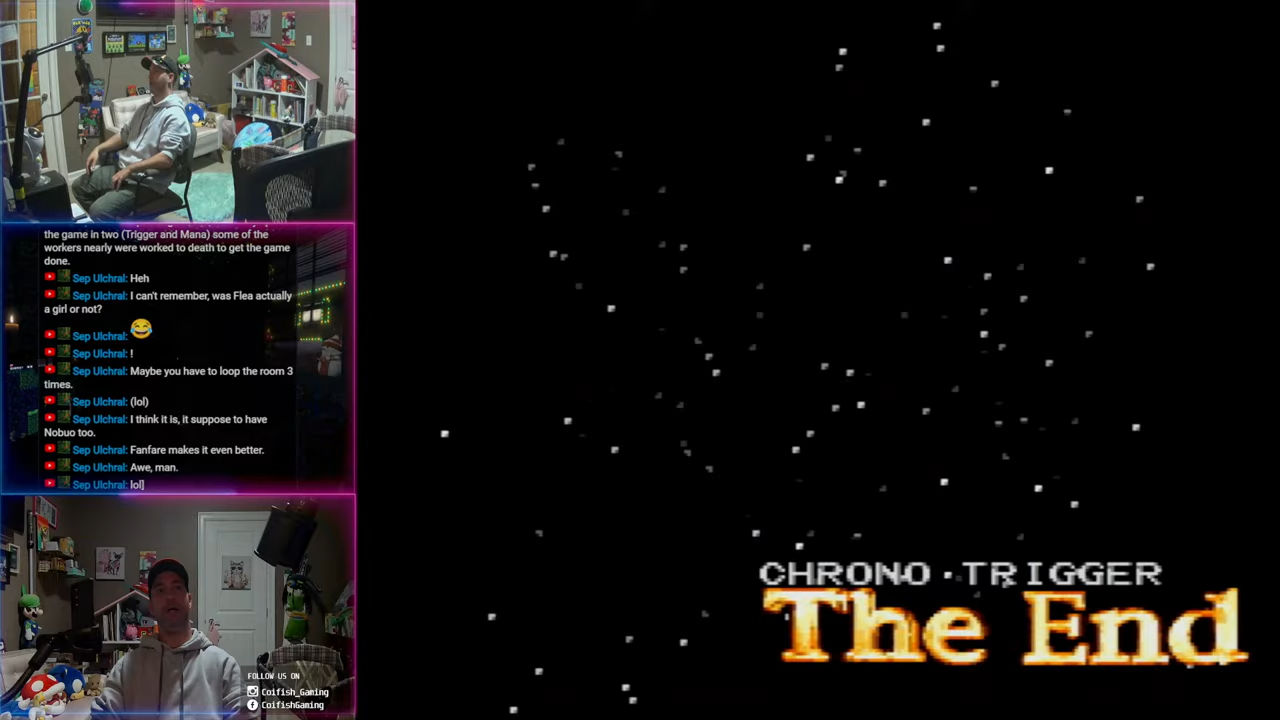 the game in two (Trigger and Mana) some of the
workers nearly were worked to death to get the game
done.
Sep Ulchral: Heh
Sep Ulchral: I can't remember, was Flea actually
a girl or not?
Sep Ulchral: 😂
Sep Ulchral: !
Sep Ulchral: Maybe you have to loop the room 3
times.
Sep Ulchral: (lol)
Sep Ulchral: I think it is, it suppose to have
Nobuo too.
Sep Ulchral: Fanfare makes it even better.
Sep Ulchral: Awe, man.
Sep Ulchral: lol]
FOLLOW US ON
Coifish_Gaming
CoifishGaming
CHRONO·TRIGGER
The End